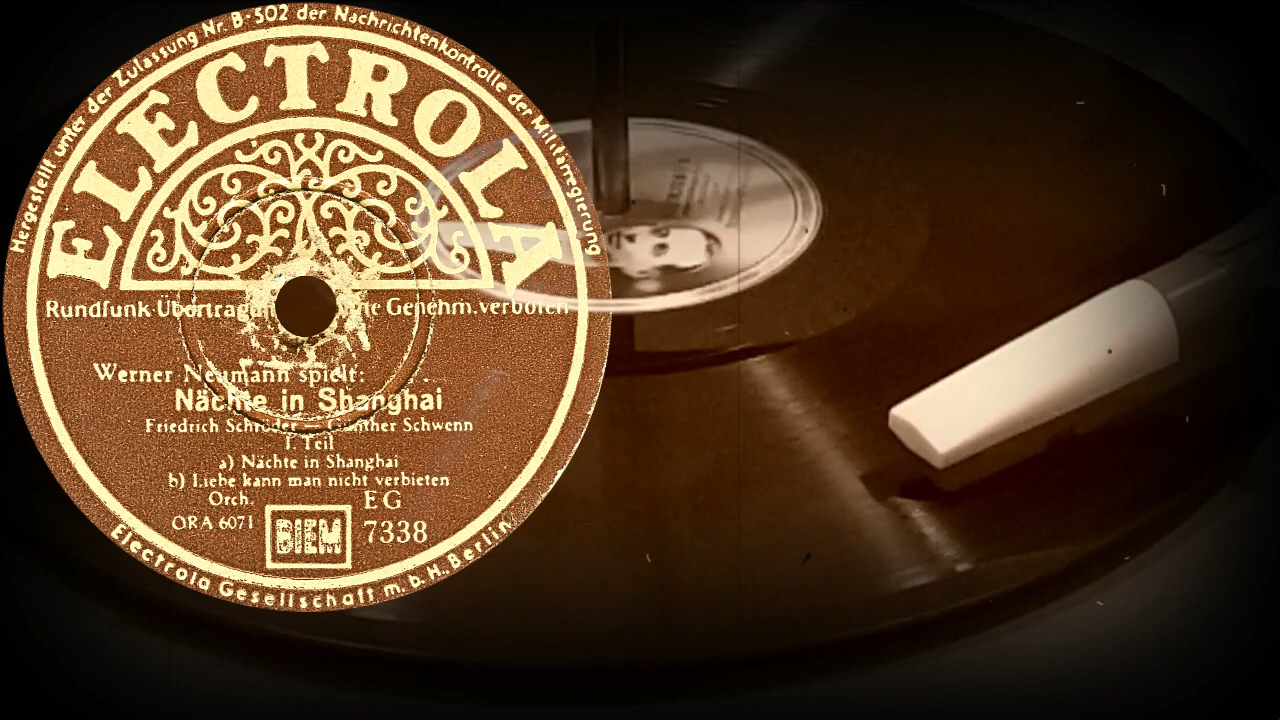 Hergestellt unter der Zulassung Nr. B-502 der Nachrichtenkontrolle der Militärregierung
ELECTROLA
Rundfunk-Übertragung Genehm. verboten
Werner Neumann spielt:
Nächte in Shanghai
Friedrich Schröder — Günther Schwenn
1. Teil
a) Nächte in Shanghai
b) Liebe kann man nicht verbieten
Orch. EG
ORA 6071 BIEM 7338
Electrola Gesellschaft m. b. H. Berlin